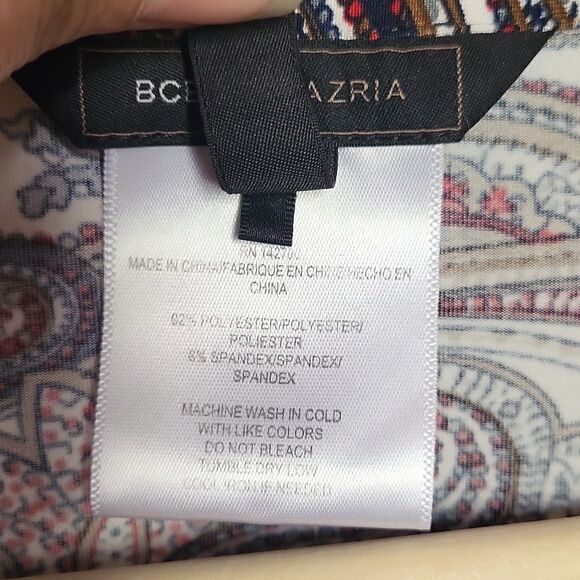 BCB AZRIA
MADE IN CHINA/FABRIQUE EN CHINE/HECHO EN
CHINA
92% POLYESTER/POLYESTER/
POLIESTER
8% SPANDEX/SPANDEX/
SPANDEX
MACHINE WASH IN COLD
WITH LIKE COLORS
DO NOT BLEACH
TUMBLE DRY LOW
COOL IRON IF NEEDED